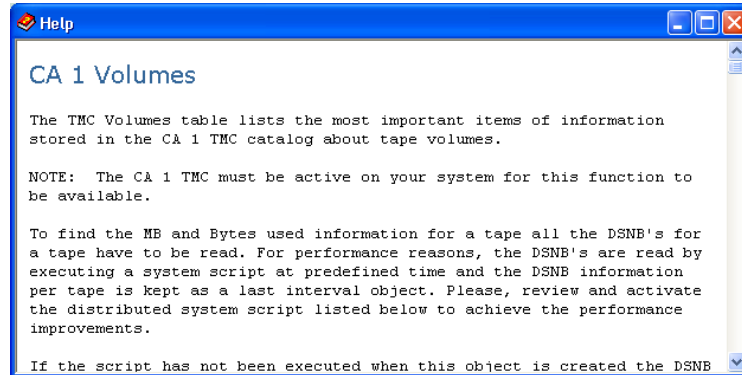 Help
CA 1 Volumes
The TMC Volumes table lists the most important items of information
stored in the CA 1 TMC catalog about tape volumes.
NOTE:  The CA 1 TMC must be active on your system for this function to
be available.
To find the MB and Bytes used information for a tape all the DSNB's for
a tape have to be read. For performance reasons, the DSNB's are read by
executing a system script at predefined time and the DSNB information
per tape is kept as a last interval object. Please, review and activate
the distributed system script listed below to achieve the performance
improvements.
If the script has not been executed when this object is created the DSNB